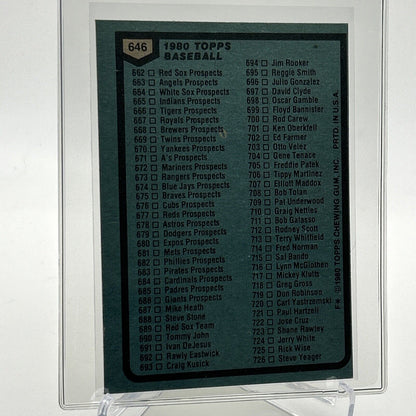 646
1980 TOPPS
BASEBALL
662 Red Sox Prospects
663 Angels Prospects
664 White Sox Prospects
665 Indians Prospects
666 Tigers Prospects
667 Royals Prospects
668 Brewers Prospects
669 Twins Prospects
670 Yankees Prospects
671 A's Prospects
672 Mariners Prospects
673 Rangers Prospects
674 Blue Jays Prospects
675 Braves Prospects
676 Cubs Prospects
677 Reds Prospects
678 Astros Prospects
679 Dodgers Prospects
680 Expos Prospects
681 Mets Prospects
682 Phillies Prospects
683 Pirates Prospects
684 Cardinals Prospects
685 Padres Prospects
686 Giants Prospects
687 Mike Heath
688 Steve Stone
689 Red Sox Team
690 Tommy John
691 Ivan DeJesus
692 Rawly Eastwick
693 Craig Kusick
694 Jim Rooker
695 Reggie Smith
696 Julio Gonzalez
697 David Clyde
698 Oscar Gamble
699 Floyd Bannister
700 Rod Carew
701 Ken Oberkfell
702 Ed Farmer
703 Otto Velez
704 Gene Tenace
705 Freddie Patek
706 Tippy Martinez
707 Elliott Maddox
708 Bob Tolan
709 Pat Underwood
710 Graig Nettles
711 Bob Galasso
712 Rodney Scott
713 Terry Whitfield
714 Fred Norman
715 Sal Bando
716 Lynn McGlothen
717 Mickey Klutts
718 Greg Gross
719 Don Robinson
720 Carl Yastrzemski
721 Paul Hartzell
722 Jose Cruz
723 Shane Rawley
724 Jerry White
725 Rick Wise
726 Steve Yeager
F* © 1980 TOPPS CHEWING GUM, INC. PRTD. IN U.S.A.